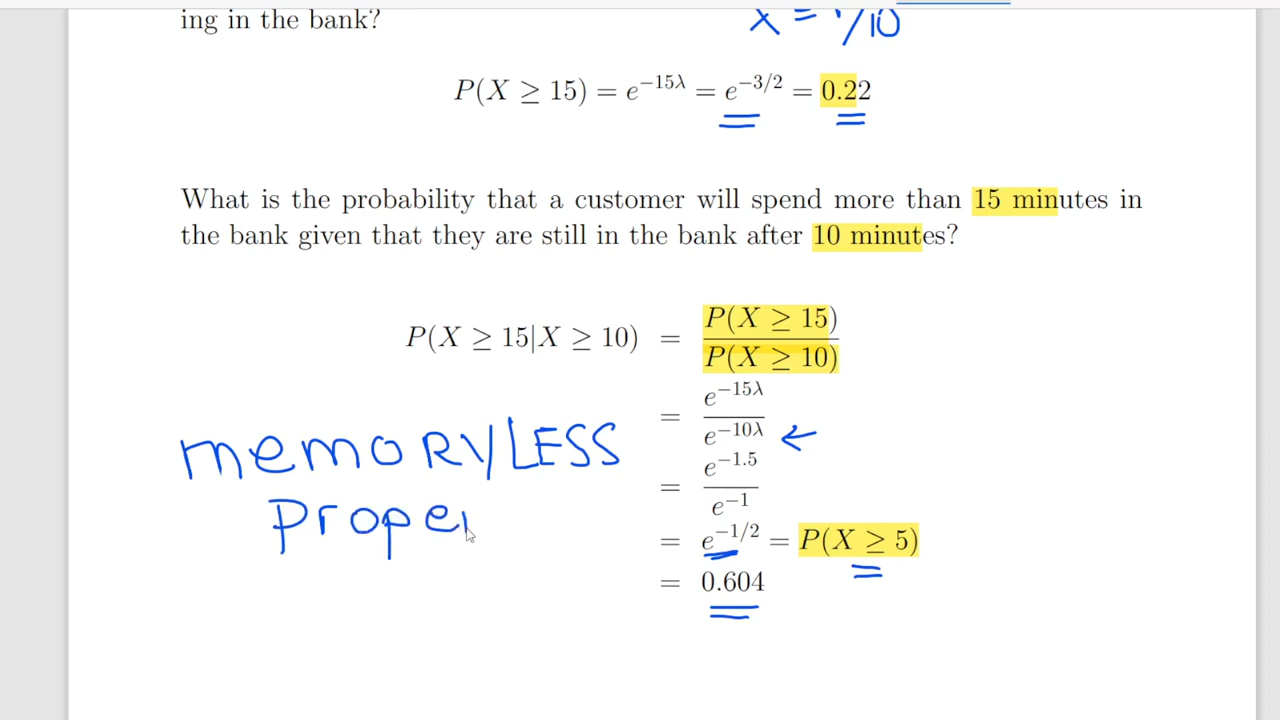 ing in the bank?
λ = 1/10
P(X ≥ 15) = e^{−15λ} = e^{−3/2} = 0.22
What is the probability that a customer will spend more than 15 minutes in
the bank given that they are still in the bank after 10 minutes?
P(X ≥ 15|X ≥ 10) = P(X ≥ 15) / P(X ≥ 10)
= e^{−15λ} / e^{−10λ} ←
memoRyLESS
= e^{−1.5} / e^{−1}
Prope
= e^{−1/2} = P(X ≥ 5)
= 0.604